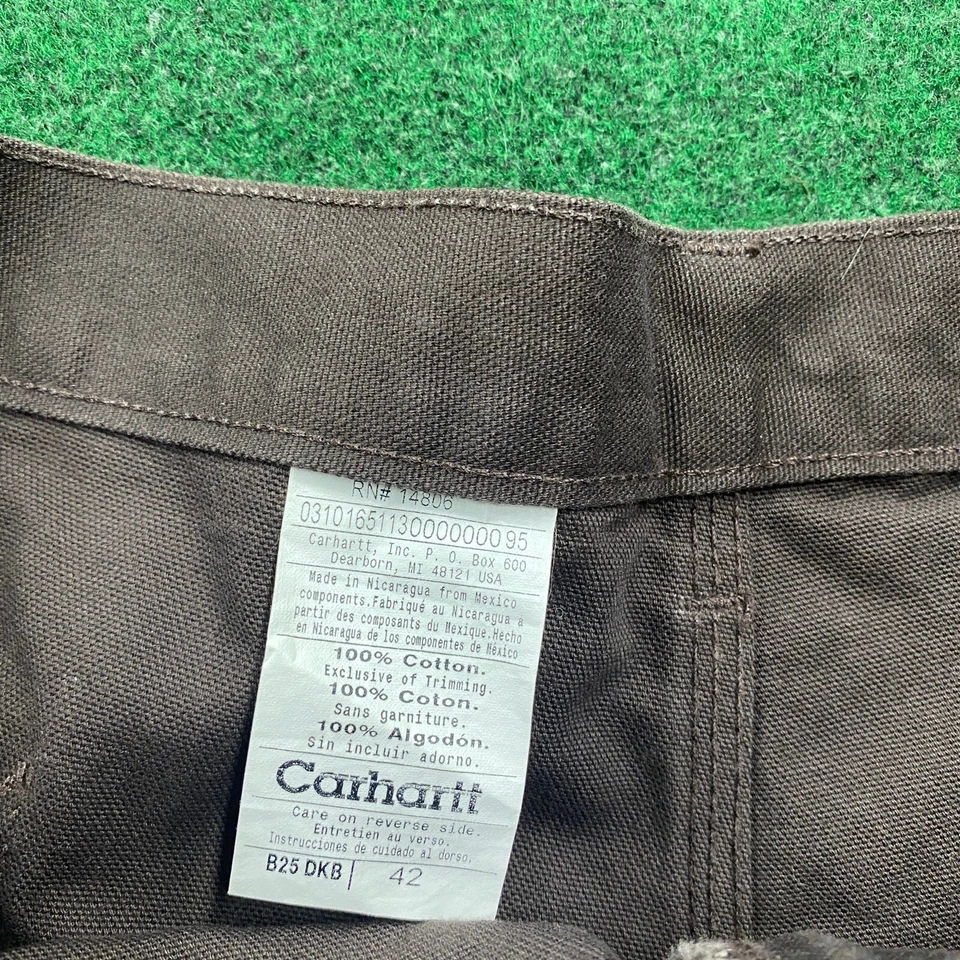 RN# 14806
0310165113000000095
Carhartt, Inc. P. O. Box 600
Dearborn, MI 48121 USA
Made in Nicaragua from Mexico
components.Fabriqué au Nicaragua a
partir des composants du Mexique.Hecho
en Nicaragua de los componentes de México
100% Cotton.
Exclusive of Trimming.
100% Coton.
Sans garniture.
100% Algodón.
Sin incluir adorno.
Carhartt
Care on reverse side.
Entretien au verso.
Instrucciones de cuidado al dorso.
B25 DKB | 42